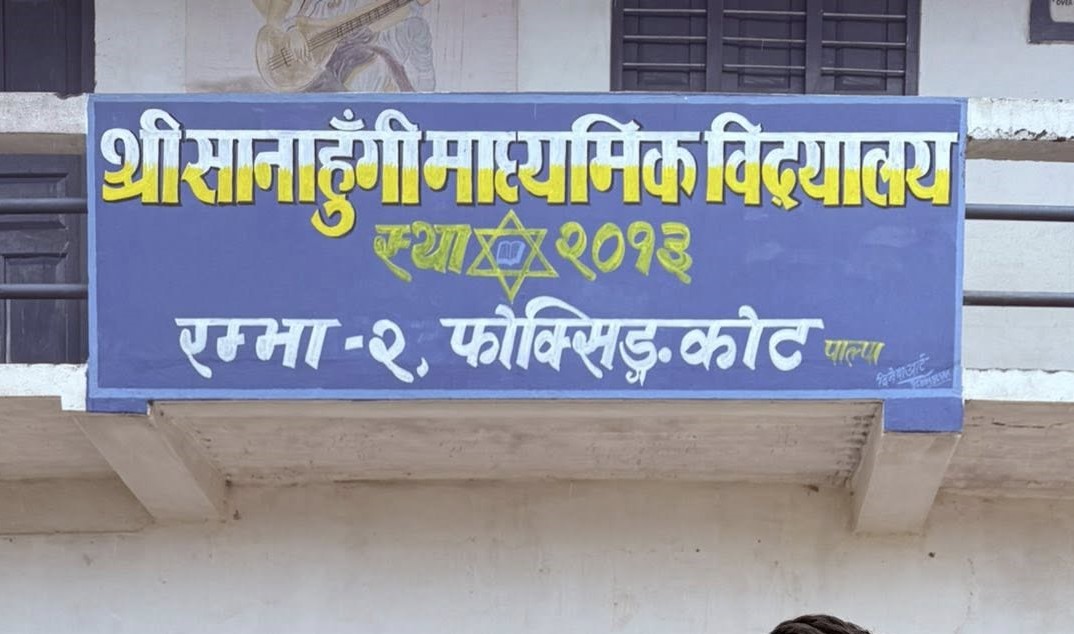 श्री सानाहुँगी माध्यमिक विद्यालय
स्था २०१३
रम्भा -२, फोक्सिङ्कोट पाल्पा